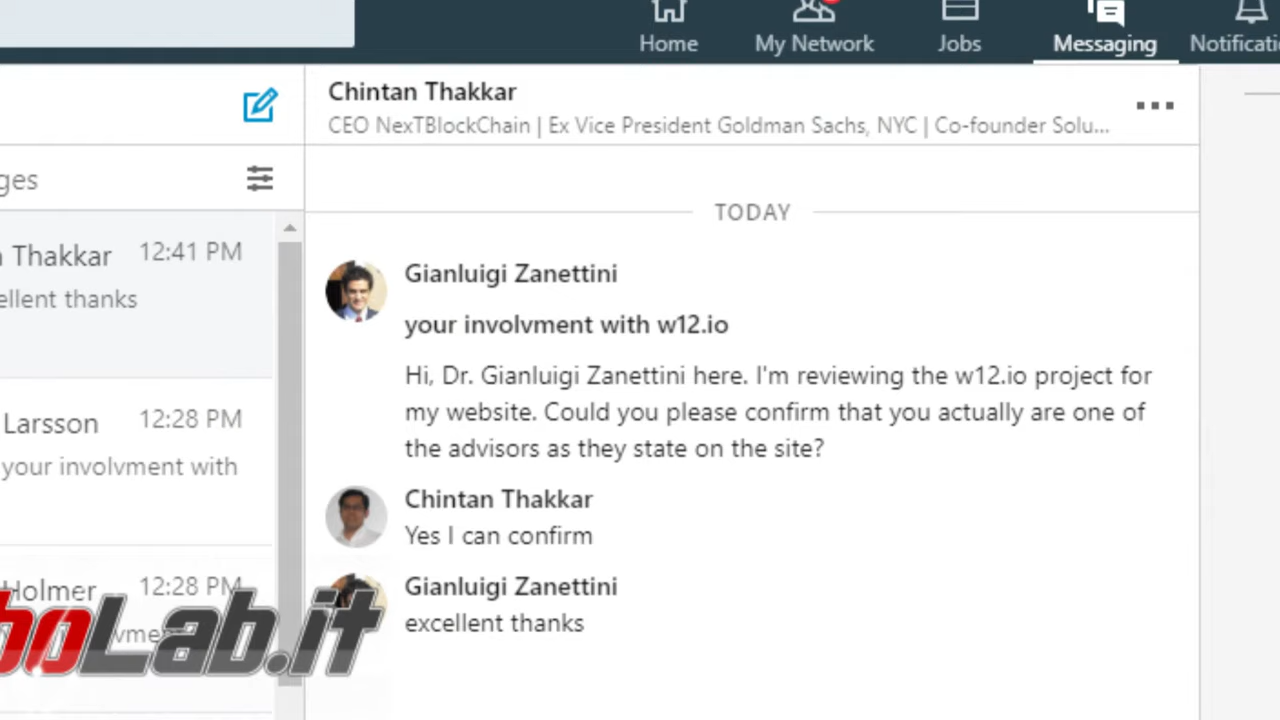 Home My Network Jobs Messaging Notificati
Chintan Thakkar
CEO NexTBlockChain | Ex Vice President Goldman Sachs, NYC | Co-founder Solu...
ges
TODAY
Thakkar 12:41 PM
ellent thanks
Larsson 12:28 PM
your involvment with
Holmer 12:28 PM
Gianluigi Zanettini
your involvment with w12.io
Hi, Dr. Gianluigi Zanettini here. I'm reviewing the w12.io project for
my website. Could you please confirm that you actually are one of
the advisors as they state on the site?
Chintan Thakkar
Yes I can confirm
Gianluigi Zanettini
excellent thanks
boLab.it